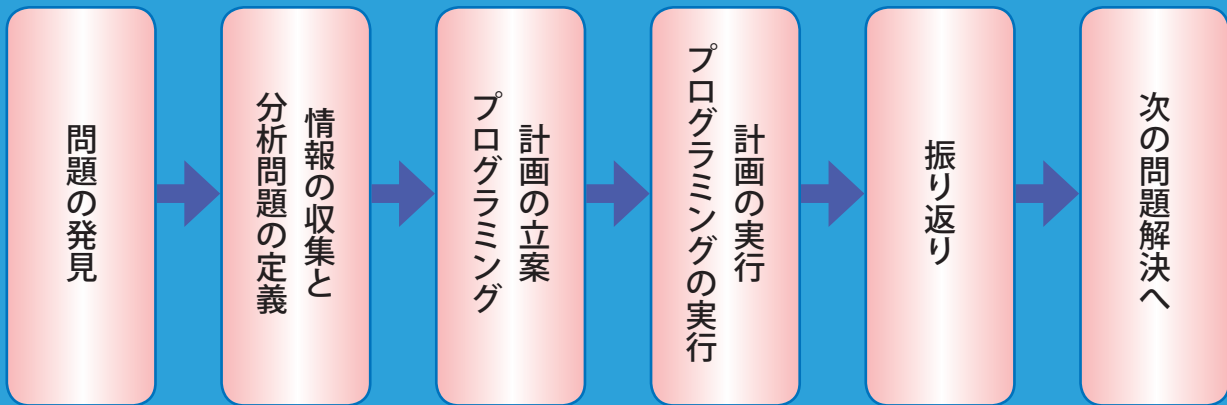 問題の発見
情報の収集と
分析問題の定義
計画の立案
プログラミング
計画の実行
プログラミングの実行
振り返り
次の問題解決へ